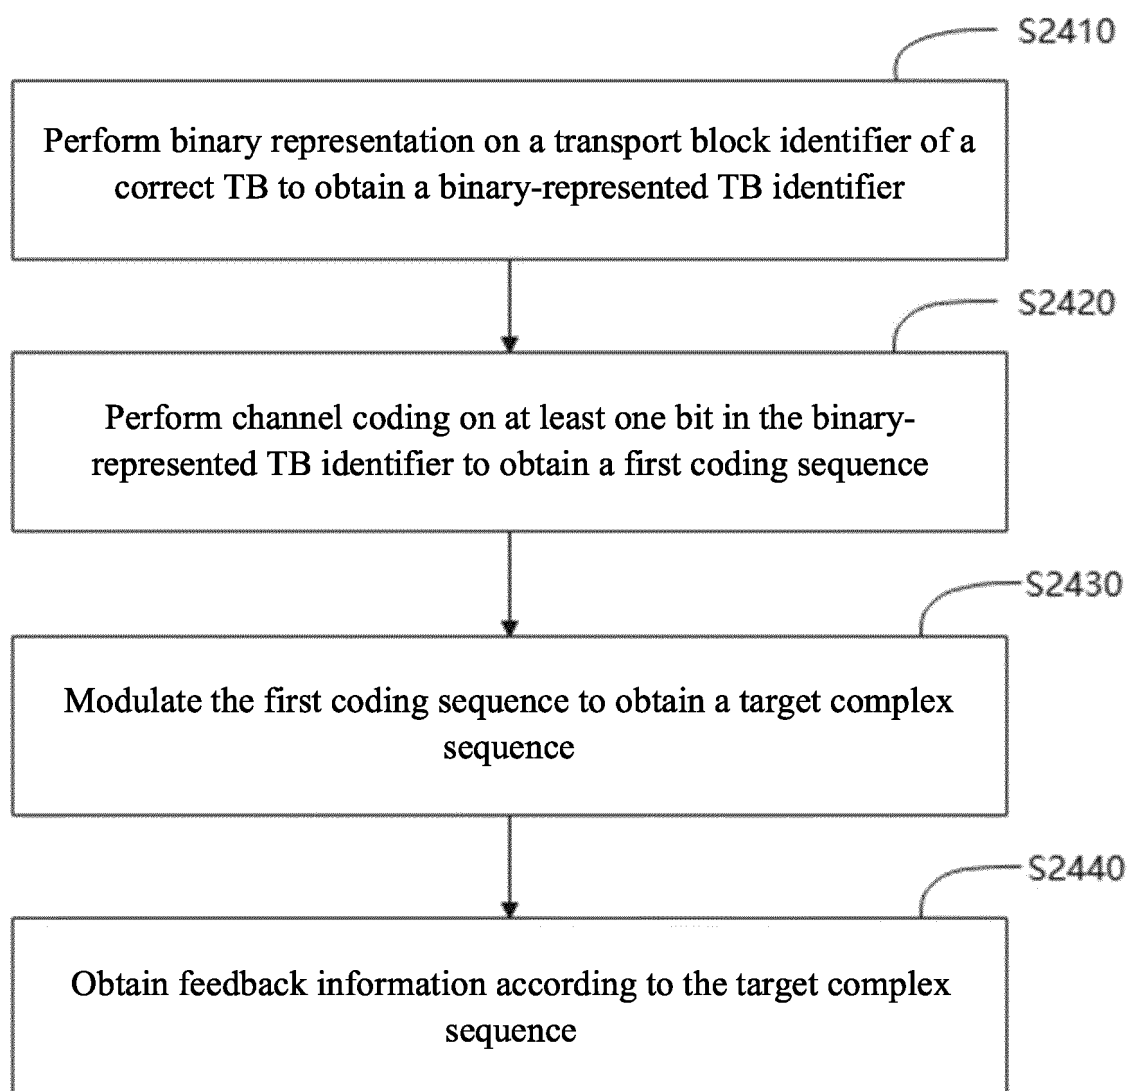 S2410
Perform binary representation on a transport block identifier of a
correct TB to obtain a binary-represented TB identifier
S2420
Perform channel coding on at least one bit in the binary-
represented TB identifier to obtain a first coding sequence
S2430
Modulate the first coding sequence to obtain a target complex
sequence
S2440
Obtain feedback information according to the target complex
sequence